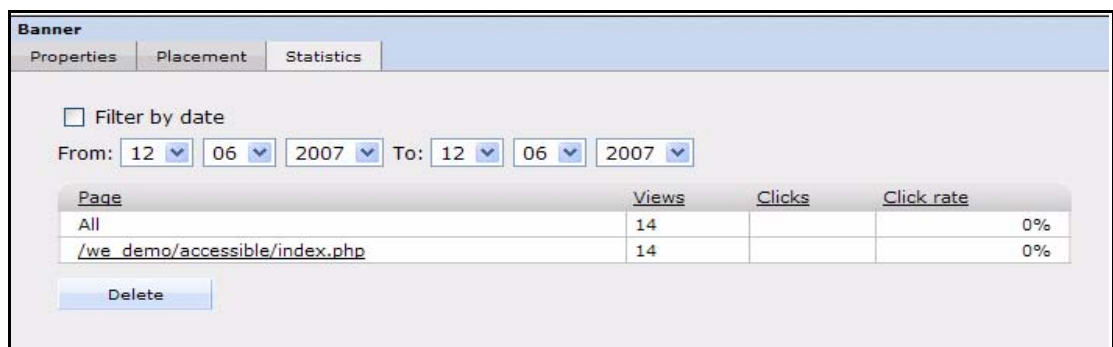 Banner
Properties Placement Statistics
Filter by date
From: 12 06 2007 To: 12 06 2007
Page Views Clicks Click rate
All 14 0%
/we_demo/accessible/index.php 14 0%
Delete